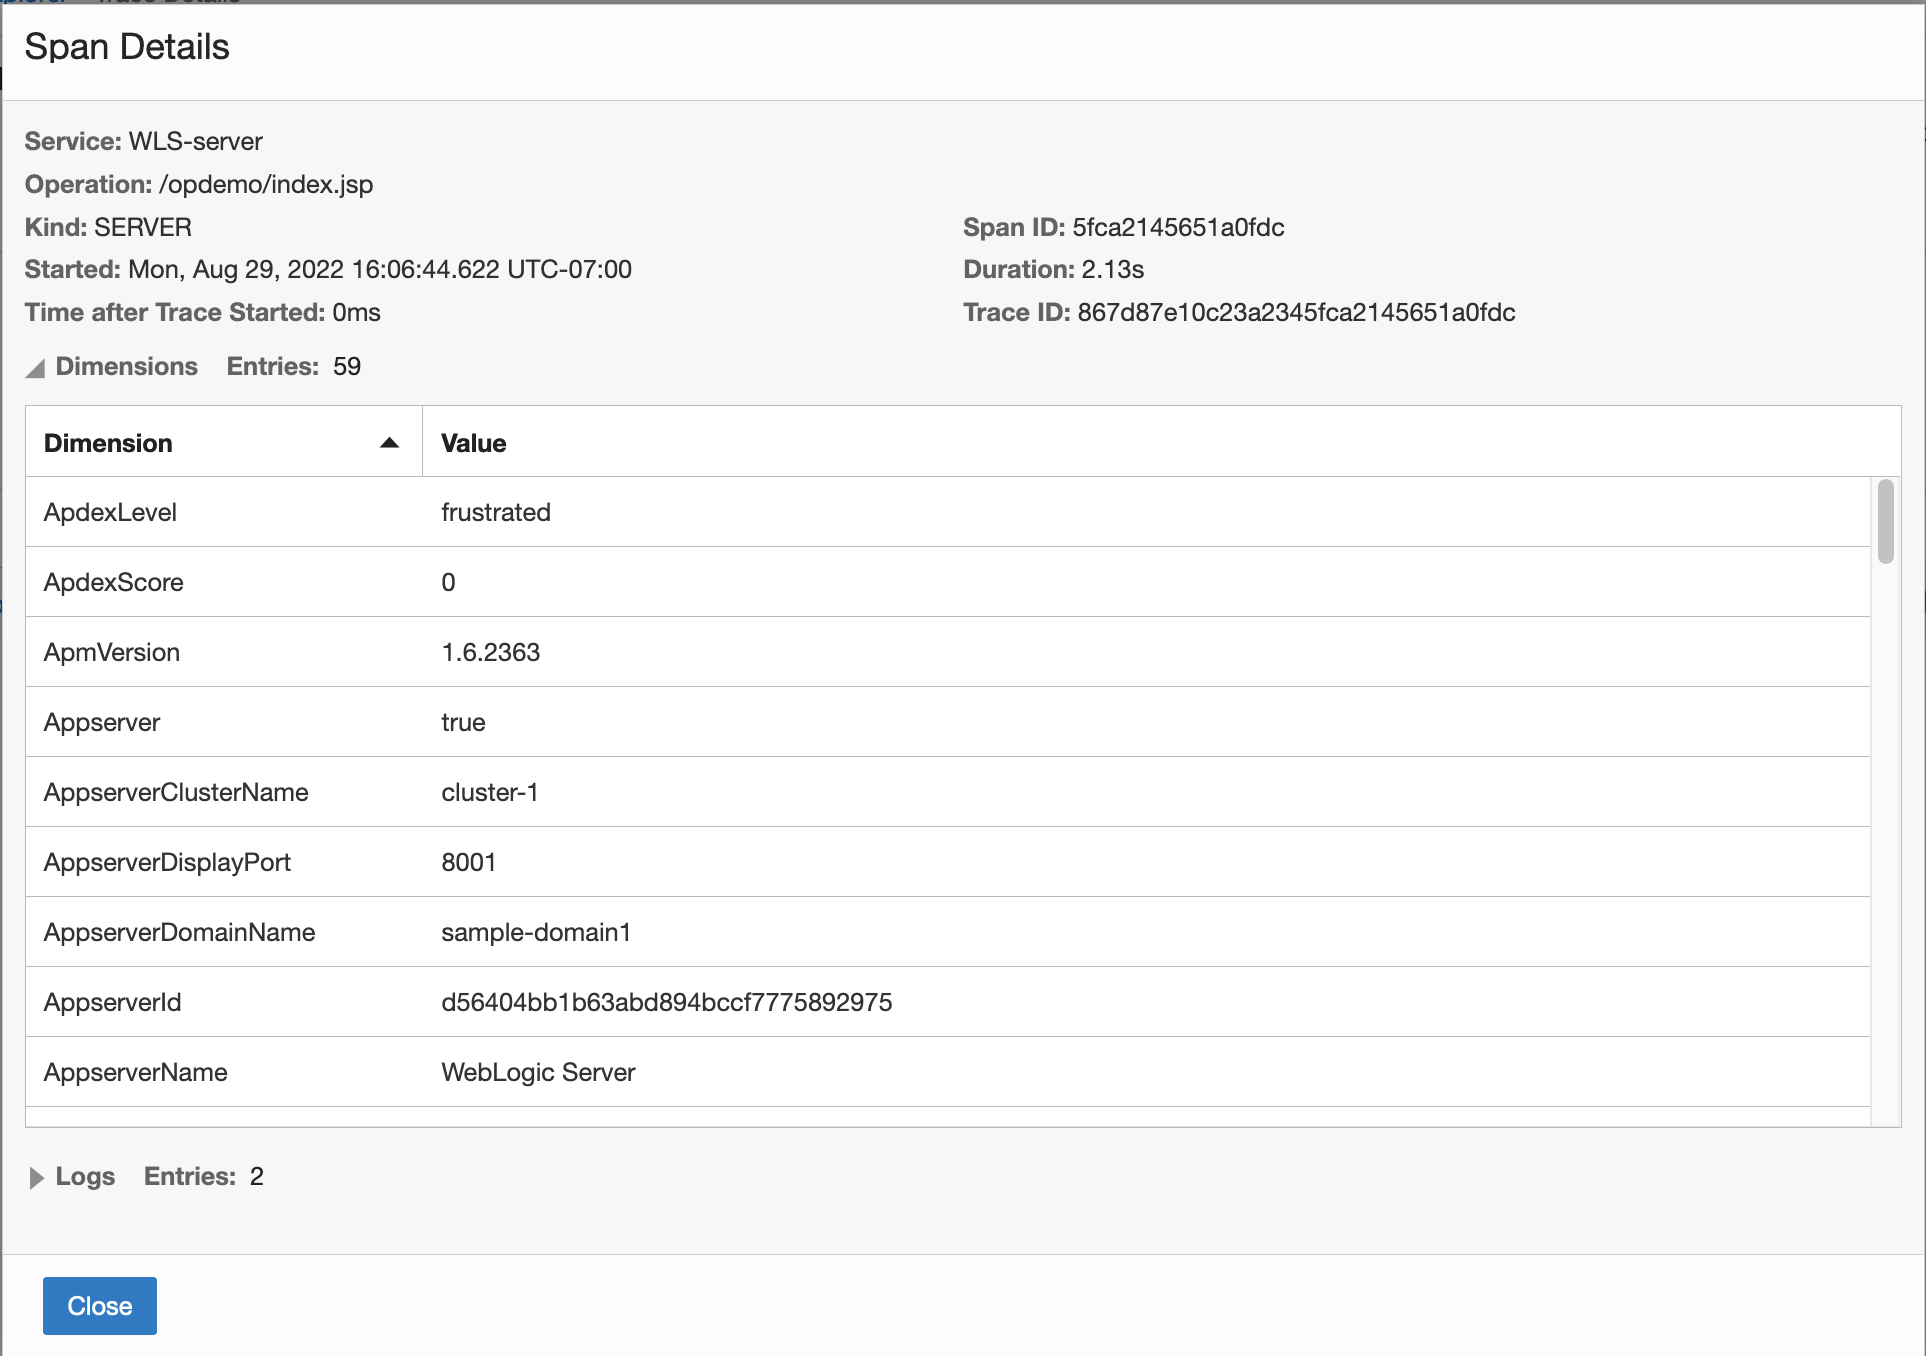 Span Details
Service: WLS-server
Operation: /opdemo/index.jsp
Kind: SERVER
Span ID: 5fca2145651a0fdc
Started: Mon, Aug 29, 2022 16:06:44.622 UTC-07:00
Duration: 2.13s
Time after Trace Started: 0ms
Trace ID: 867d87e10c23a2345fca2145651a0fdc
Dimensions Entries: 59
Dimension Value
ApdexLevel frustrated
ApdexScore 0
ApmVersion 1.6.2363
Appserver true
AppserverClusterName cluster-1
AppserverDisplayPort 8001
AppserverDomainName sample-domain1
AppserverId d56404bb1b63abd894bccf7775892975
AppserverName WebLogic Server
Logs Entries: 2
Close